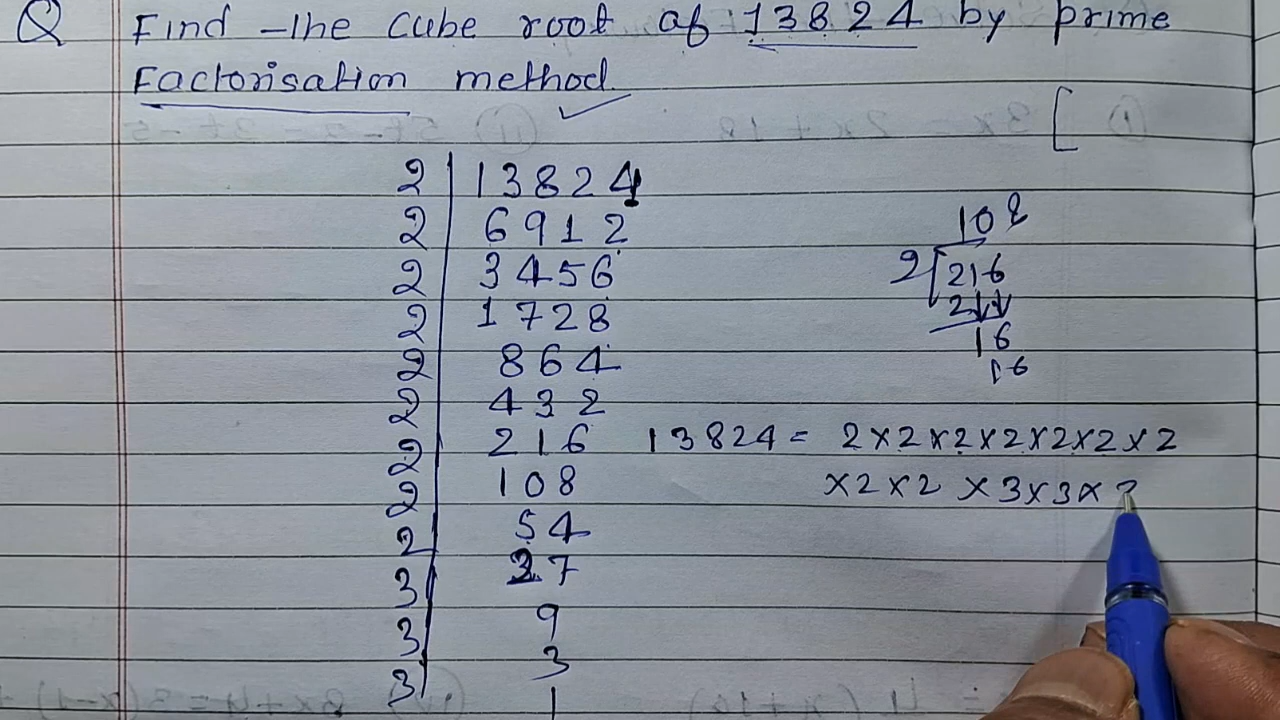 Q Find the cube root of 13824 by prime
Factorisation method.
2 | 13824
2 | 6912
2 | 3456
2 | 1728
2 | 864
2 | 432
2 | 216
2 | 108
2 | 54
3 | 27
3 | 9
3 | 3
1
108
2 216
2
16
16
13824 = 2×2×2×2×2×2×2
×2×2 ×3×3×